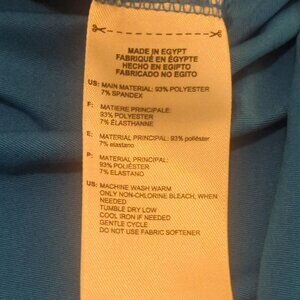 MADE IN EGYPT
FABRIQUÉ EN ÉGYPTE
HECHO EN EGIPTO
FABRICADO NO EGITO
US: MAIN MATERIAL: 93% POLYESTER
7% SPANDEX
F: MATIERE PRINCIPALE:
93% POLYESTER
7% ÉLASTHANNE
E: MATERIAL PRINCIPAL: 93% poliéster
7% elastano
P: MATERIAL PRINCIPAL:
93% POLIÉSTER
7% ELASTANO
US: MACHINE WASH WARM
ONLY NON-CHLORINE BLEACH, WHEN
NEEDED
TUMBLE DRY LOW
COOL IRON IF NEEDED
GENTLE CYCLE
DO NOT USE FABRIC SOFTENER